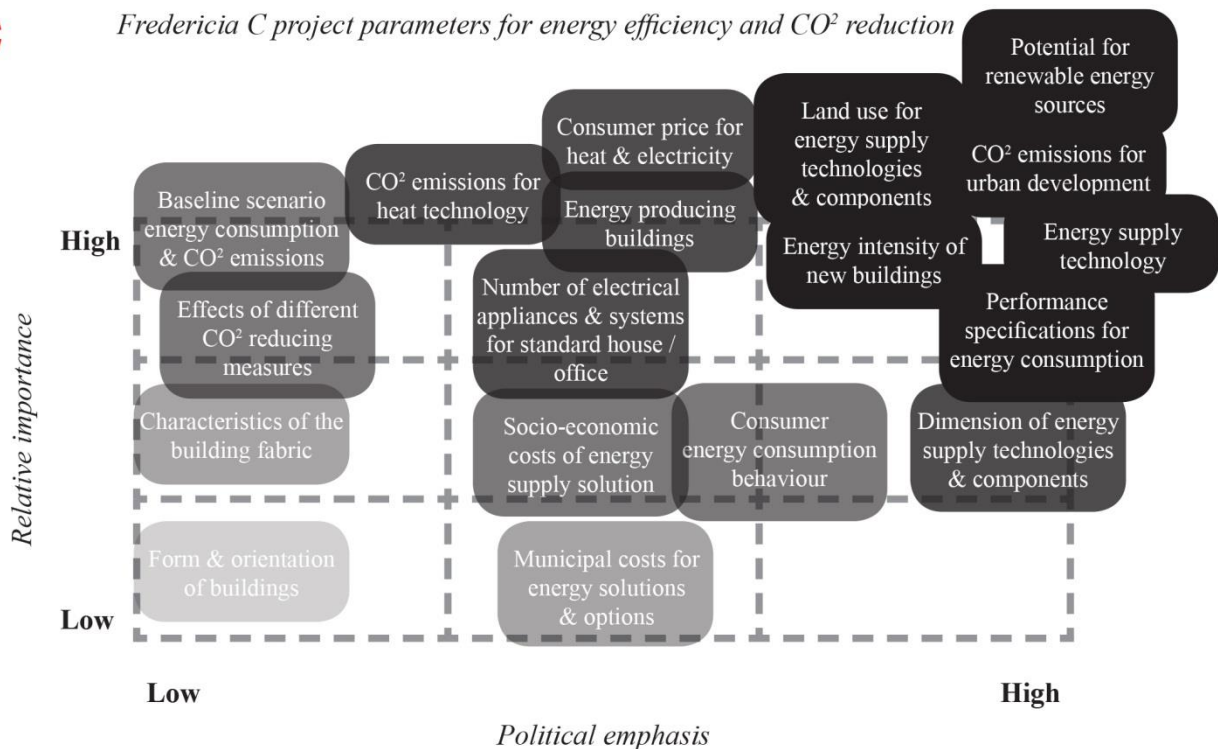 Fredericia C project parameters for energy efficiency and CO² reduction
Potential for
renewable energy
sources
Land use for
energy supply
technologies
& components
Consumer price for
heat & electricity
CO² emissions for
urban development
CO² emissions for
heat technology
Baseline scenario
energy consumption
& CO² emissions
Energy producing
buildings
High
Energy intensity of
new buildings
Energy supply
technology
Effects of different
CO² reducing
measures
Number of electrical
appliances & systems
for standard house /
office
Performance
specifications for
energy consumption
Relative importance
Characteristics of the
building fabric
Socio-economic
costs of energy
supply solution
Consumer
energy consumption
behaviour
Dimension of energy
supply technologies
& components
Form & orientation
of buildings
Municipal costs for
energy solutions
& options
Low
Low
High
Political emphasis